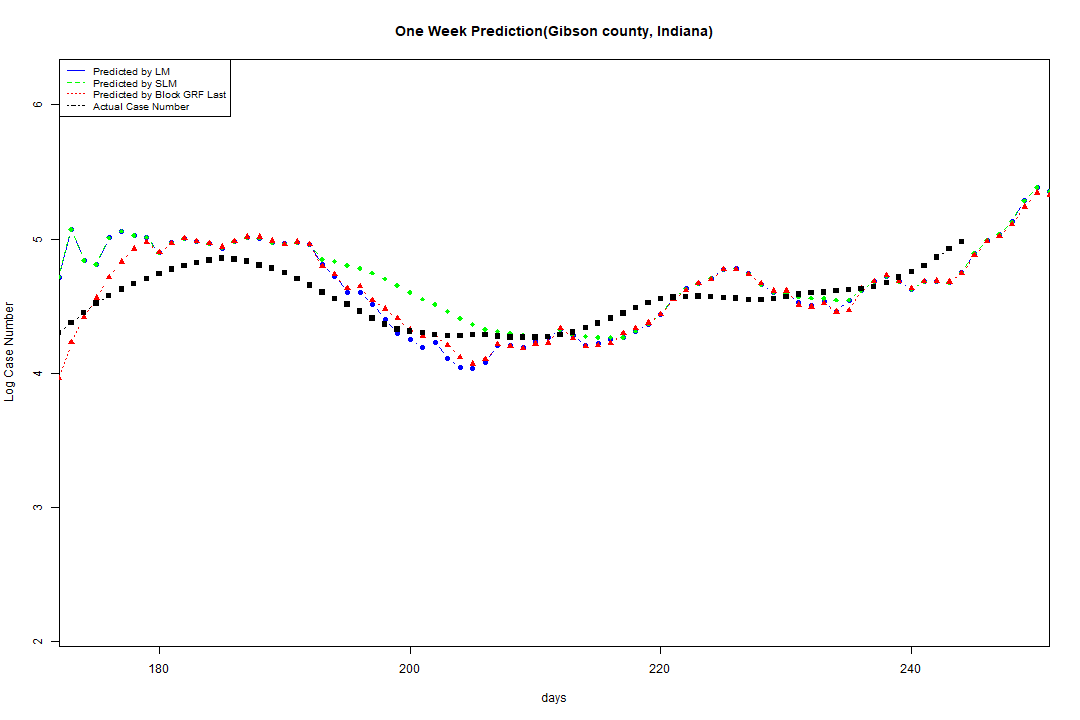 One Week Prediction(Gibson county, Indiana)
Predicted by LM
Predicted by SLM
Predicted by Block GRF Last
Actual Case Number
6
5
4
3
2
Log Case Number
180 200 220 240
days